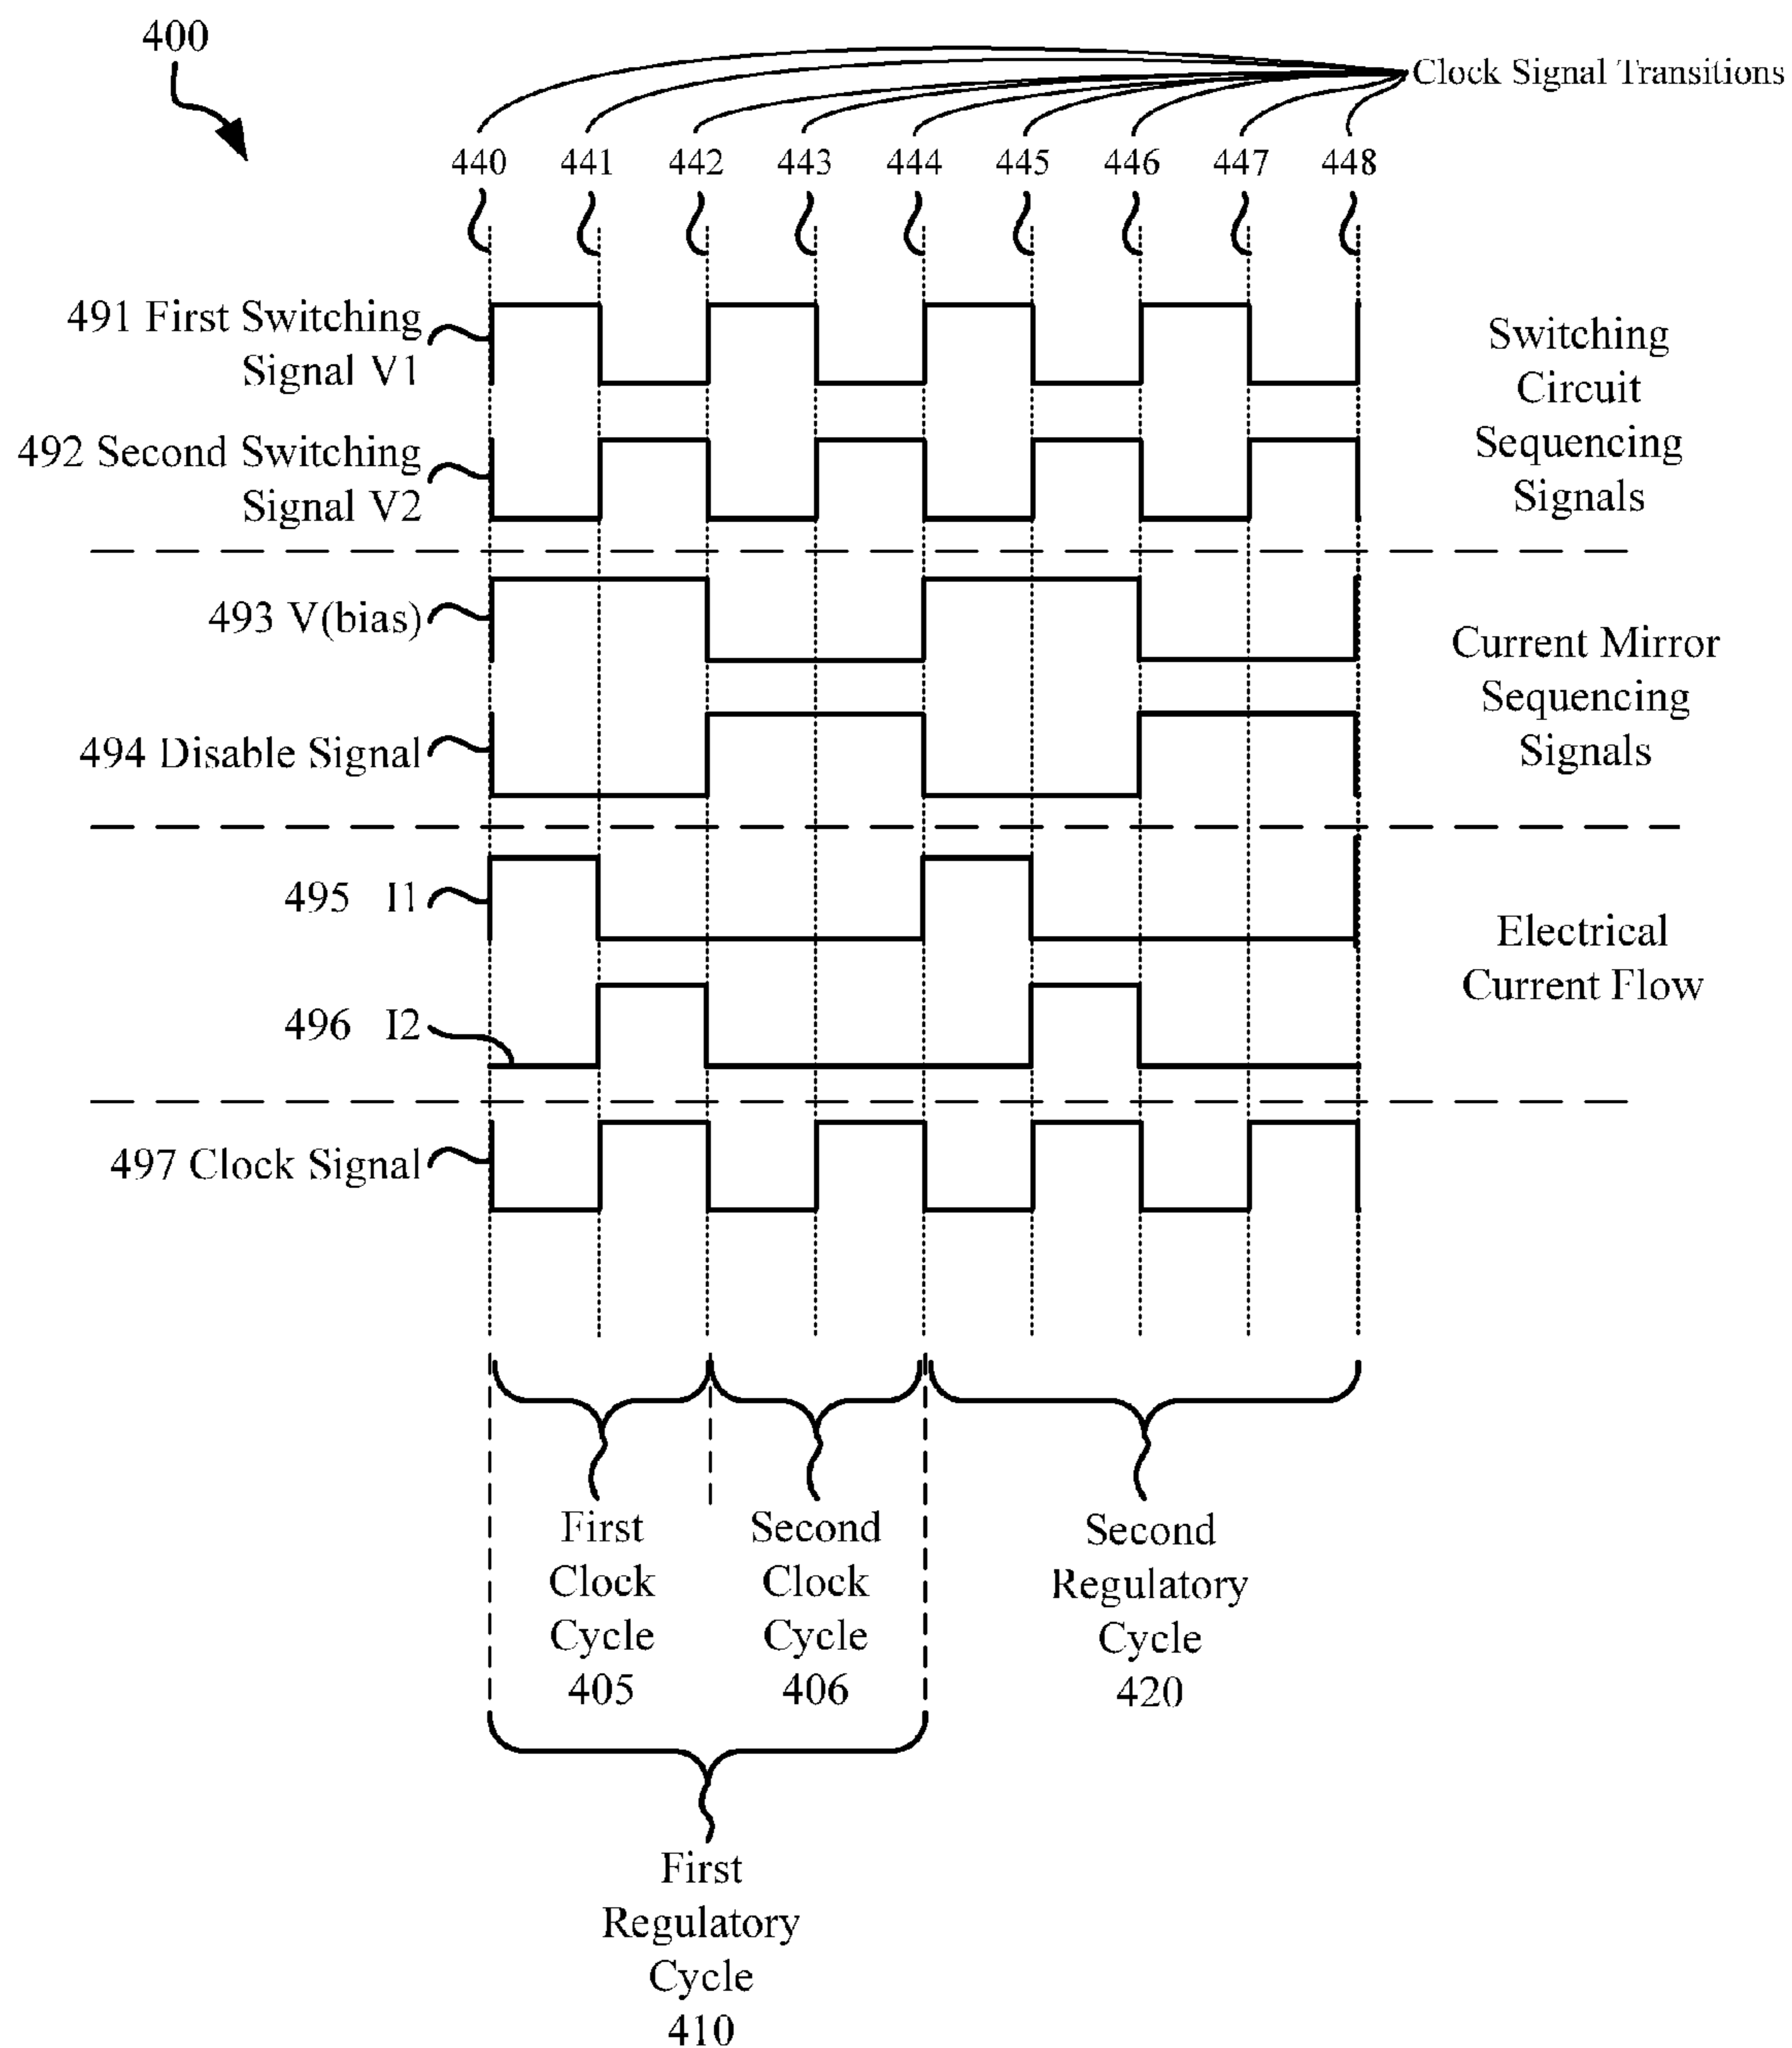 400
Clock Signal Transitions
440 441 442 443 444 445 446 447 448
491 First Switching
Signal V1
Switching
Circuit
Sequencing
Signals
492 Second Switching
Signal V2
493 V(bias)
Current Mirror
Sequencing
Signals
494 Disable Signal
495 I1
Electrical
Current Flow
496 I2
497 Clock Signal
First
Clock
Cycle
405
Second
Clock
Cycle
406
Second
Regulatory
Cycle
420
First
Regulatory
Cycle
410